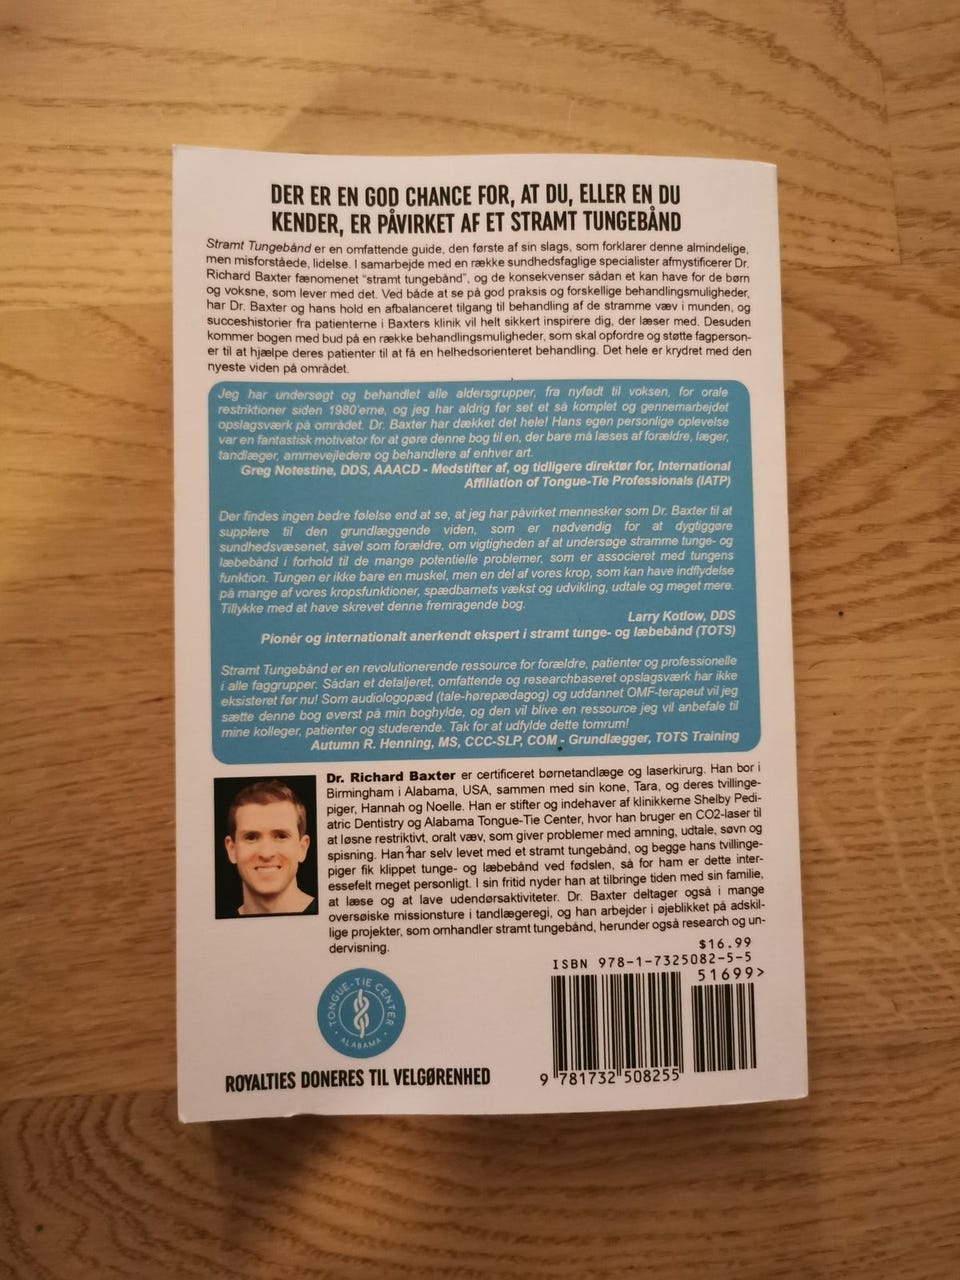 DER ER EN GOD CHANCE FOR, AT DU, ELLER EN DU
KENDER, ER PÅVIRKET AF ET STRAMT TUNGEBÅND
Stramt Tungebånd er en omfattende guide, den første af sin slags, som forklarer denne almindelige,
men misforståede, lidelse. I samarbejde med en række sundhedsfaglige specialister afmystificerer Dr.
Richard Baxter fænomenet "stramt tungebånd", og de konsekvenser sådan et kan have for de børn
og voksne, som lever med det. Ved både at se på god praksis og forskellige behandlingsmuligheder,
har Dr. Baxter og hans hold en afbalanceret tilgang til behandling af de stramme væv i munden, og
succeshistorier fra patienterne i Baxters klinik vil helt sikkert inspirere dig, der læser med. Desuden
kommer bogen med bud på en række behandlingsmuligheder, som skal opfordre og støtte fagperson-
er til at hjælpe deres patienter til at få en helhedsorienteret behandling. Det hele er krydret med den
nyeste viden på området.
Jeg har undersøgt og behandlet alle aldersgrupper, fra nyfødt til voksen, for orale
restriktioner siden 1980'erne, og jeg har aldrig før set et så komplet og gennemarbejdet
opslagsværk på området. Dr. Baxter har dækket det hele! Hans egen personlige oplevelse
var en fantastisk motivator for at gøre denne bog til en, der bare må læses af forældre, læger,
tandlæger, ammevejledere og behandlere af enhver art.
Greg Notestine, DDS, AAACD - Medstifter af, og tidligere direktør for, International
Affiliation of Tongue-Tie Professionals (IATP)
Der findes ingen bedre følelse end at se, at jeg har påvirket mennesker som Dr. Baxter til at
supplere til den grundlæggende viden, som er nødvendig for at dygtiggøre
sundhedsvæsenet, såvel som forældre, om vigtigheden af at undersøge stramme tunge- og
læbebånd i forhold til de mange potentielle problemer, som er associeret med tungens
funktion. Tungen er ikke bare en muskel, men en del af vores krop, som kan have indflydelse
på mange af vores kropsfunktioner, spædbarnets vækst og udvikling, udtale og meget mere.
Tillykke med at have skrevet denne fremragende bog.
Larry Kotlow, DDS
Pionér og internationalt anerkendt ekspert i stramt tunge- og læbebånd (TOTS)
Stramt Tungebånd er en revolutionerende ressource for forældre, patienter og professionelle
i alle faggrupper. Sådan et detaljeret, omfattende og researchbaseret opslagsværk har ikke
eksisteret før nu! Som audiologopæd (tale-hørepædagog) og uddannet OMF-terapeut vil jeg
sætte denne bog øverst på min boghylde, og den vil blive en ressource jeg vil anbefale til
mine kolleger, patienter og studerende. Tak for at udfylde dette tomrum!
Autumn R. Henning, MS, CCC-SLP, COM - Grundlægger, TOTS Training
Dr. Richard Baxter er certificeret børnetandlæge og laserkirurg. Han bor i
Birmingham i Alabama, USA, sammen med sin kone, Tara, og deres tvillinge-
piger, Hannah og Noelle. Han er stifter og indehaver af klinikkerne Shelby Pedi-
atric Dentistry og Alabama Tongue-Tie Center, hvor han bruger en CO2-laser til
at løsne restriktivt, oralt væv, som giver problemer med amning, udtale, søvn og
spisning. Han har selv levet med et stramt tungebånd, og begge hans tvillinge-
piger fik klippet tunge- og læbebånd ved fødslen, så for ham er dette inter-
essefelt meget personligt. I sin fritid nyder han at tilbringe tiden med sin familie,
at læse og at lave udendørsaktiviteter. Dr. Baxter deltager også i mange
oversøiske missionsture i tandlægeregi, og han arbejder i øjeblikket på adskil-
lige projekter, som omhandler stramt tungebånd, herunder også research og un-
dervisning.
$16.99
ISBN 978-1-7325082-5-5
51699>
TONGUE-TIE CENTER
ALABAMA
ROYALTIES DONERES TIL VELGØRENHED
9 781732 508255